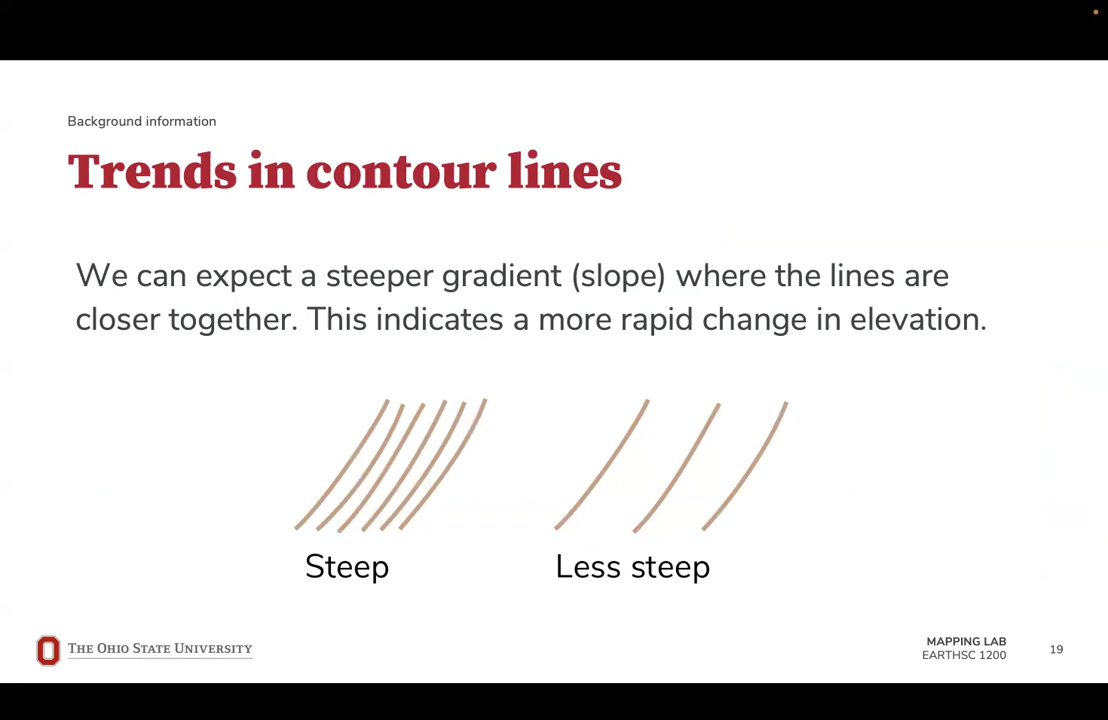 Background information
Trends in contour lines
We can expect a steeper gradient (slope) where the lines are
closer together. This indicates a more rapid change in elevation.
Steep
Less steep
THE OHIO STATE UNIVERSITY
MAPPING LAB
EARTHSC 1200
19